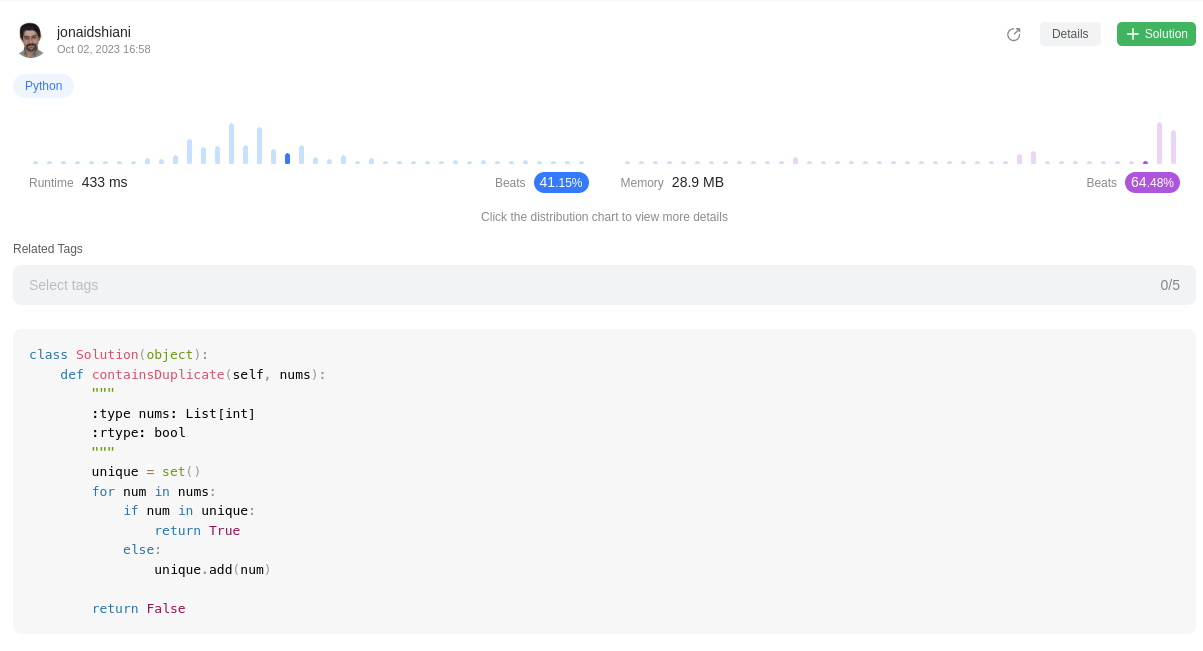 jonaidshiani
Oct 02, 2023 16:58
Details
Solution
Python
Runtime 433 ms Beats 41.15%
Memory 28.9 MB Beats 64.48%
Click the distribution chart to view more details
Related Tags
Select tags 0/5
class Solution(object):
    def containsDuplicate(self, nums):
        """
        :type nums: List[int]
        :rtype: bool
        """
        unique = set()
        for num in nums:
            if num in unique:
                return True
            else:
                unique.add(num)
        return False